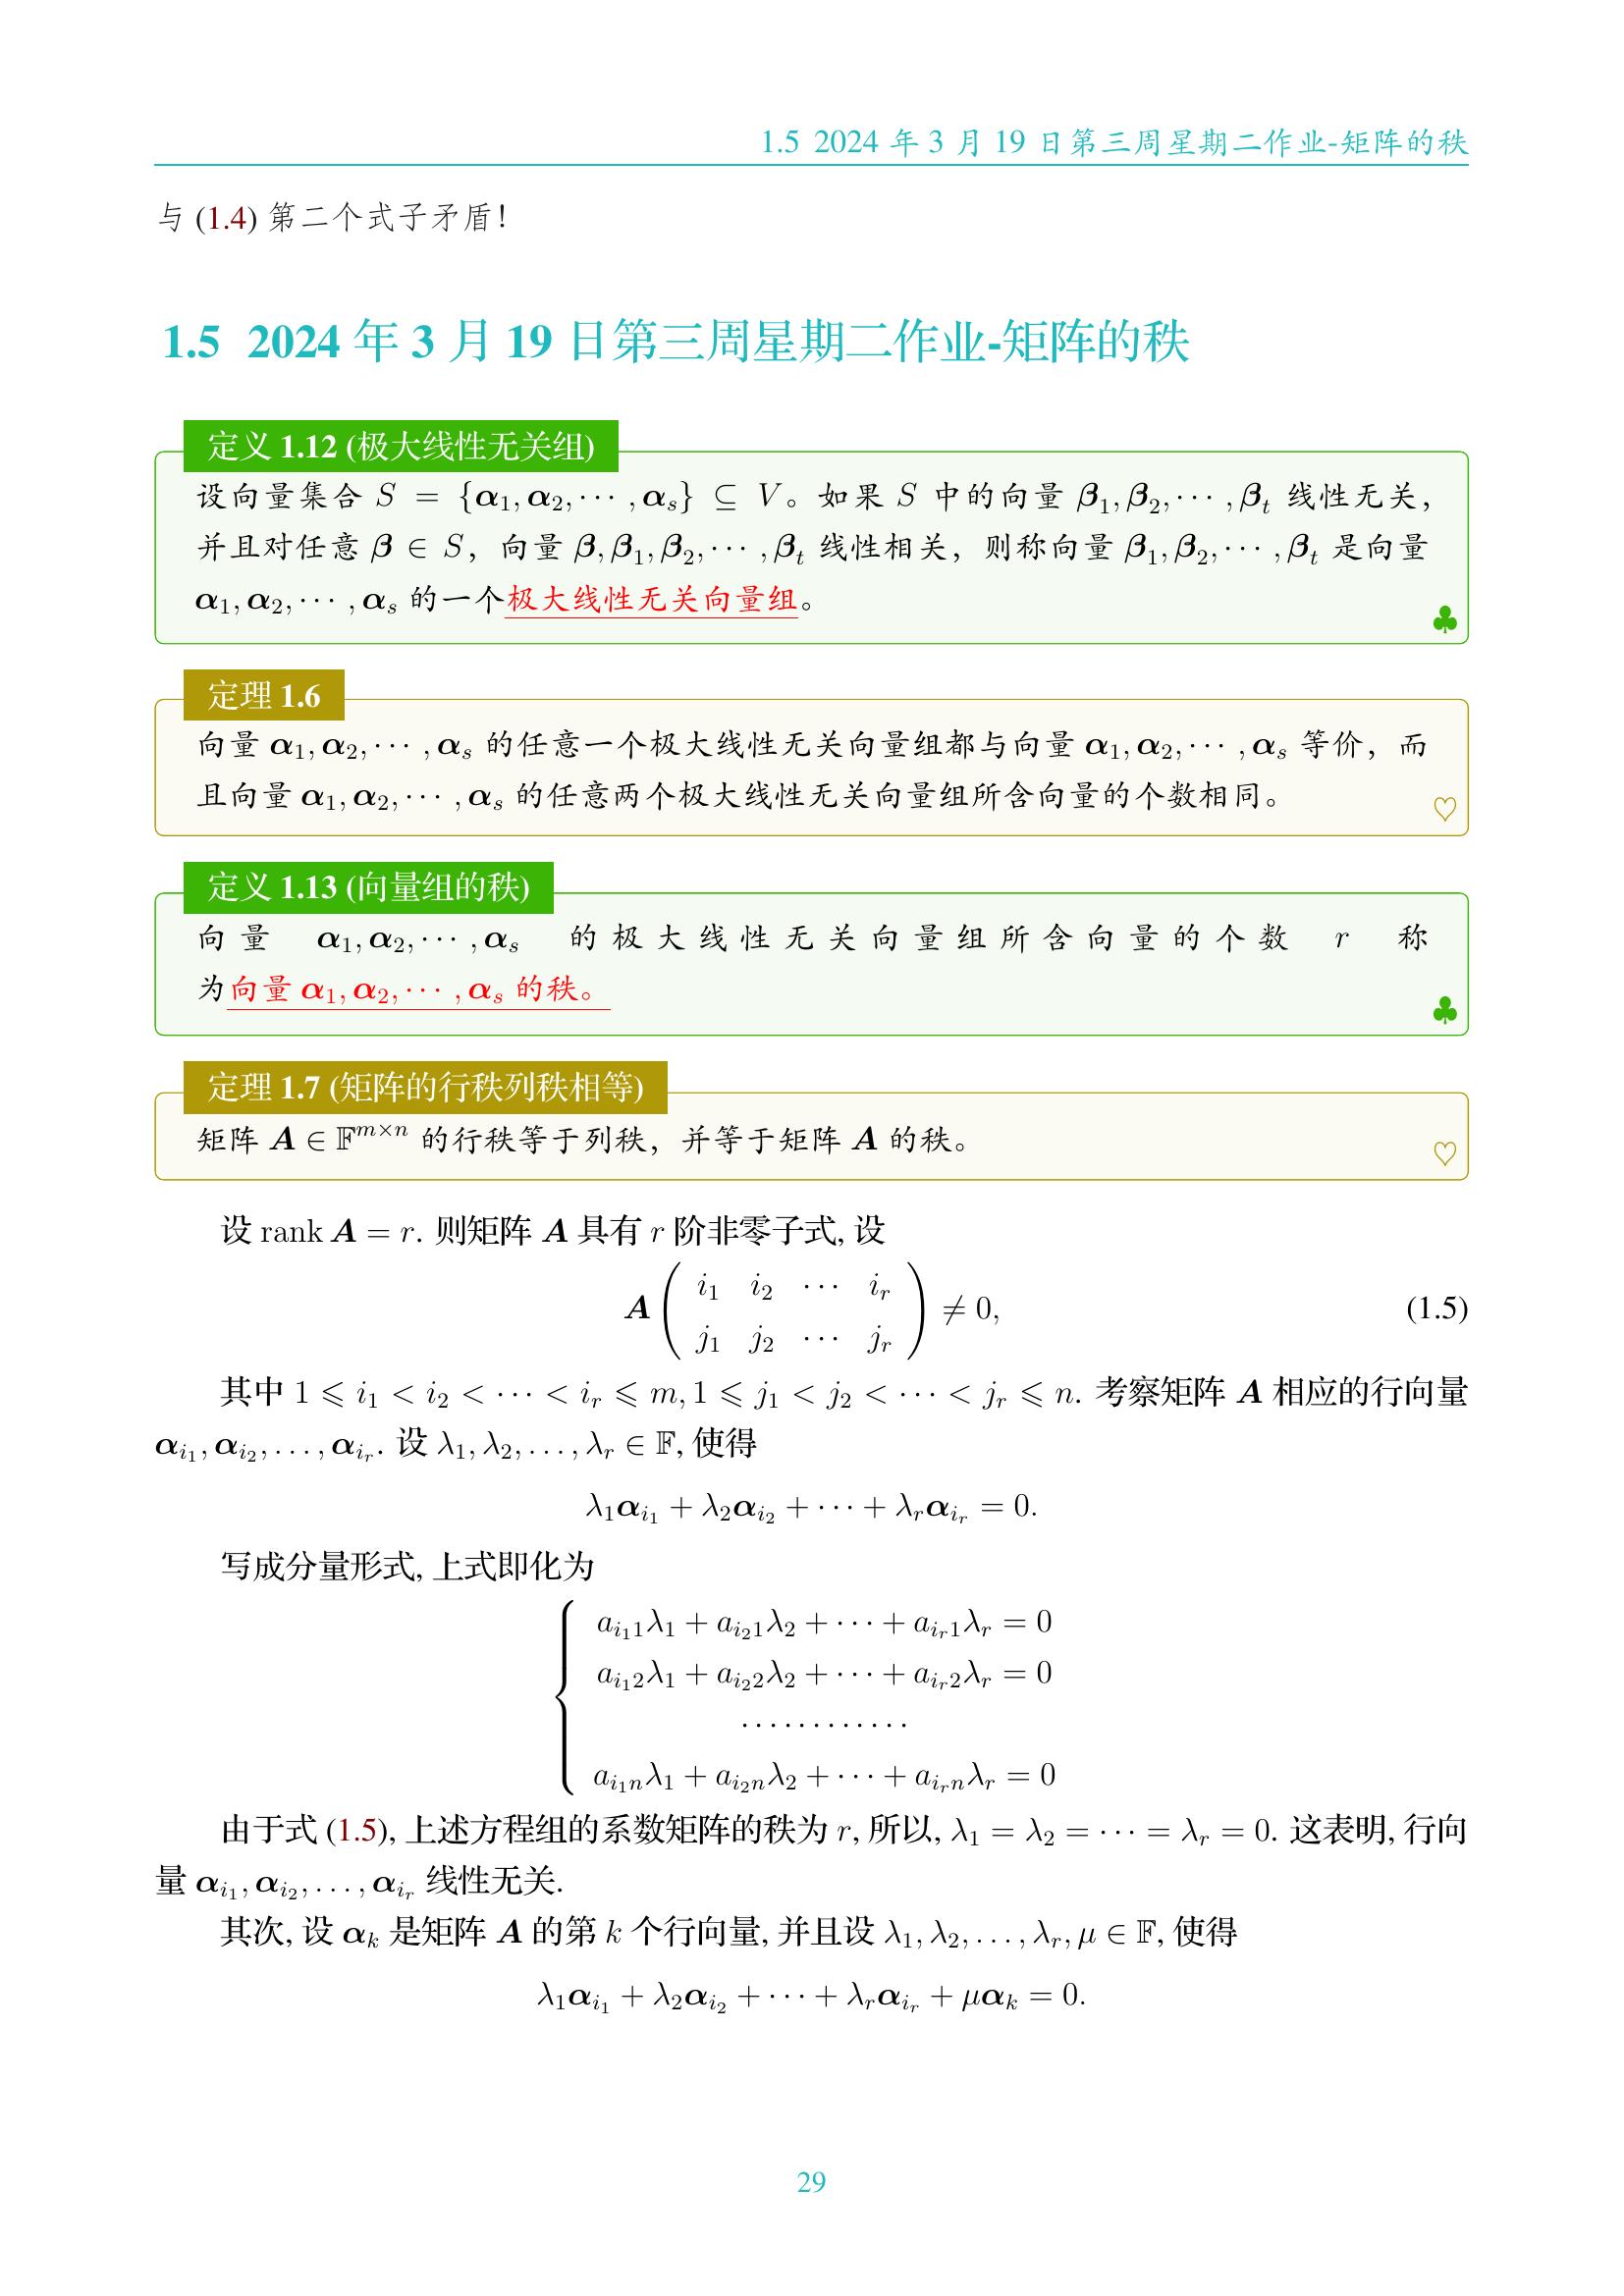 1.5 2024 年 3 月 19 日第三周星期二作业-矩阵的秩
与 (1.4) 第二个式子矛盾！
1.5 2024 年 3 月 19 日第三周星期二作业-矩阵的秩
定义 1.12 (极大线性无关组)
设向量集合 $S = \{\boldsymbol{\alpha}_1, \boldsymbol{\alpha}_2, \cdots, \boldsymbol{\alpha}_s\} \subseteq V$。如果 $S$ 中的向量 $\boldsymbol{\beta}_1, \boldsymbol{\beta}_2, \cdots, \boldsymbol{\beta}_t$ 线性无关，
并且对任意 $\boldsymbol{\beta} \in S$，向量 $\boldsymbol{\beta}, \boldsymbol{\beta}_1, \boldsymbol{\beta}_2, \cdots, \boldsymbol{\beta}_t$ 线性相关，则称向量 $\boldsymbol{\beta}_1, \boldsymbol{\beta}_2, \cdots, \boldsymbol{\beta}_t$ 是向量
$\boldsymbol{\alpha}_1, \boldsymbol{\alpha}_2, \cdots, \boldsymbol{\alpha}_s$ 的一个极大线性无关向量组。
♣
定理 1.6
向量 $\boldsymbol{\alpha}_1, \boldsymbol{\alpha}_2, \cdots, \boldsymbol{\alpha}_s$ 的任意一个极大线性无关向量组都与向量 $\boldsymbol{\alpha}_1, \boldsymbol{\alpha}_2, \cdots, \boldsymbol{\alpha}_s$ 等价，而
且向量 $\boldsymbol{\alpha}_1, \boldsymbol{\alpha}_2, \cdots, \boldsymbol{\alpha}_s$ 的任意两个极大线性无关向量组所含向量的个数相同。
♡
定义 1.13 (向量组的秩)
向量 $\boldsymbol{\alpha}_1, \boldsymbol{\alpha}_2, \cdots, \boldsymbol{\alpha}_s$ 的极大线性无关向量组所含向量的个数 $r$ 称
为向量 $\boldsymbol{\alpha}_1, \boldsymbol{\alpha}_2, \cdots, \boldsymbol{\alpha}_s$ 的秩。
♣
定理 1.7 (矩阵的行秩列秩相等)
矩阵 $\boldsymbol{A} \in \mathbb{F}^{m \times n}$ 的行秩等于列秩，并等于矩阵 $\boldsymbol{A}$ 的秩。
♡
设 $\operatorname{rank} \boldsymbol{A} = r$. 则矩阵 $\boldsymbol{A}$ 具有 $r$ 阶非零子式, 设
$\boldsymbol{A} \left( \begin{array}{cccc} i_1 & i_2 & \cdots & i_r \\ j_1 & j_2 & \cdots & j_r \end{array} \right) \neq 0,$ (1.5)
其中 $1 \leqslant i_1 < i_2 < \cdots < i_r \leqslant m, 1 \leqslant j_1 < j_2 < \cdots < j_r \leqslant n$. 考察矩阵 $\boldsymbol{A}$ 相应的行向量
$\boldsymbol{\alpha}_{i_1}, \boldsymbol{\alpha}_{i_2}, \ldots, \boldsymbol{\alpha}_{i_r}$. 设 $\lambda_1, \lambda_2, \ldots, \lambda_r \in \mathbb{F}$, 使得
$\lambda_1 \boldsymbol{\alpha}_{i_1} + \lambda_2 \boldsymbol{\alpha}_{i_2} + \cdots + \lambda_r \boldsymbol{\alpha}_{i_r} = 0.$
写成分量形式, 上式即化为
$a_{i_1 1} \lambda_1 + a_{i_2 1} \lambda_2 + \cdots + a_{i_r 1} \lambda_r = 0$
$a_{i_1 2} \lambda_1 + a_{i_2 2} \lambda_2 + \cdots + a_{i_r 2} \lambda_r = 0$
$\cdots\cdots\cdots\cdots$
$a_{i_1 n} \lambda_1 + a_{i_2 n} \lambda_2 + \cdots + a_{i_r n} \lambda_r = 0$
由于式 (1.5), 上述方程组的系数矩阵的秩为 $r$, 所以, $\lambda_1 = \lambda_2 = \cdots = \lambda_r = 0$. 这表明, 行向
量 $\boldsymbol{\alpha}_{i_1}, \boldsymbol{\alpha}_{i_2}, \ldots, \boldsymbol{\alpha}_{i_r}$ 线性无关.
其次, 设 $\boldsymbol{\alpha}_k$ 是矩阵 $\boldsymbol{A}$ 的第 $k$ 个行向量, 并且设 $\lambda_1, \lambda_2, \ldots, \lambda_r, \mu \in \mathbb{F}$, 使得
$\lambda_1 \boldsymbol{\alpha}_{i_1} + \lambda_2 \boldsymbol{\alpha}_{i_2} + \cdots + \lambda_r \boldsymbol{\alpha}_{i_r} + \mu \boldsymbol{\alpha}_k = 0.$
29